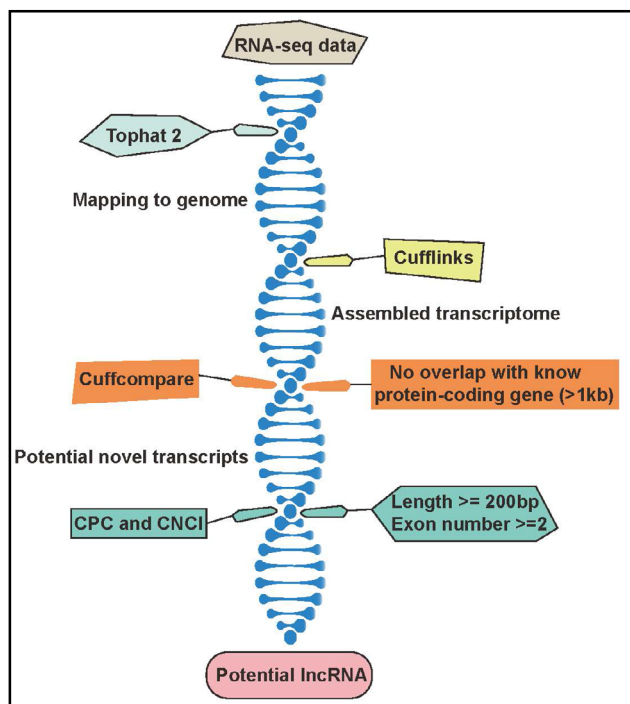 RNA-seq data
Tophat 2
Mapping to genome
Cufflinks
Assembled transcriptome
Cuffcompare
No overlap with know
protein-coding gene (>1kb)
Potential novel transcripts
CPC and CNCI
Length >= 200bp
Exon number >=2
Potential lncRNA